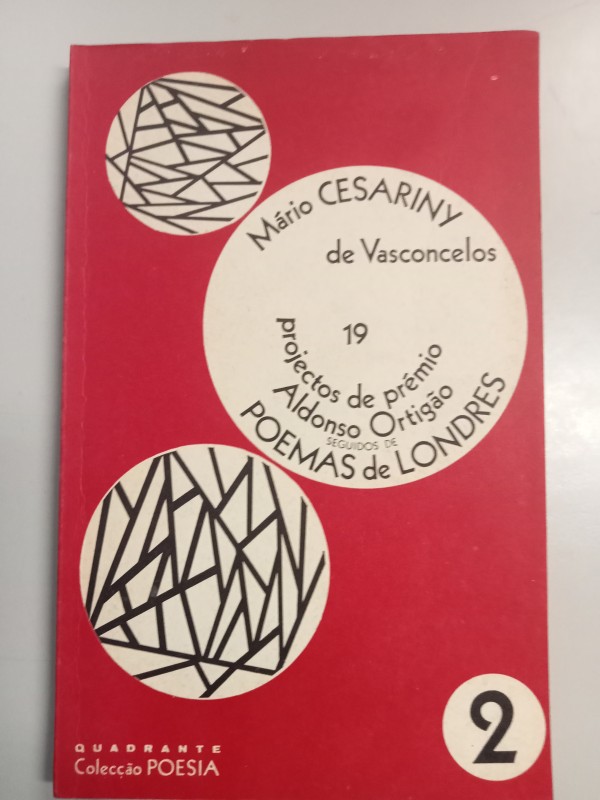 Mário CESARINY
de Vasconcelos
19
projectos de prémio
Aldonso Ortigão
SEGUIDOS DE
POEMAS de LONDRES
QUADRANTE
Colecção POESIA
2